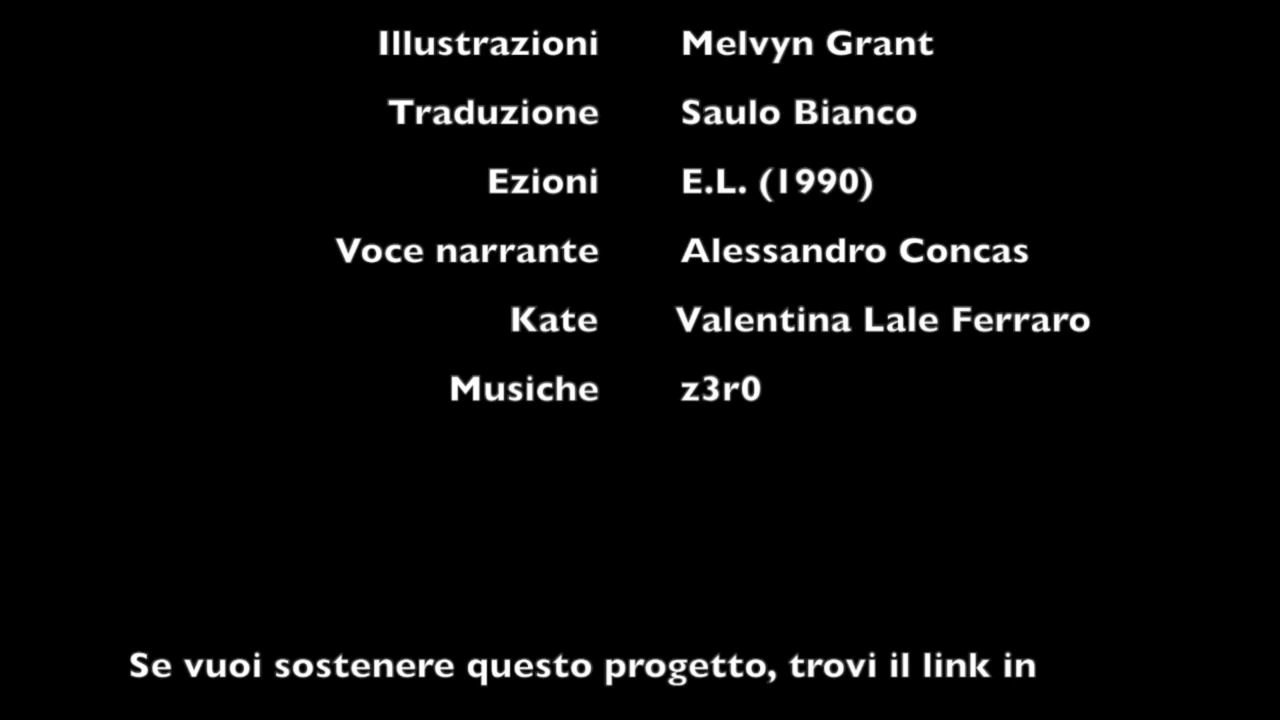 Illustrazioni Melvyn Grant
Traduzione Saulo Bianco
Ezioni E.L. (1990)
Voce narrante Alessandro Concas
Kate Valentina Lale Ferraro
Musiche z3r0
Se vuoi sostenere questo progetto, trovi il link in